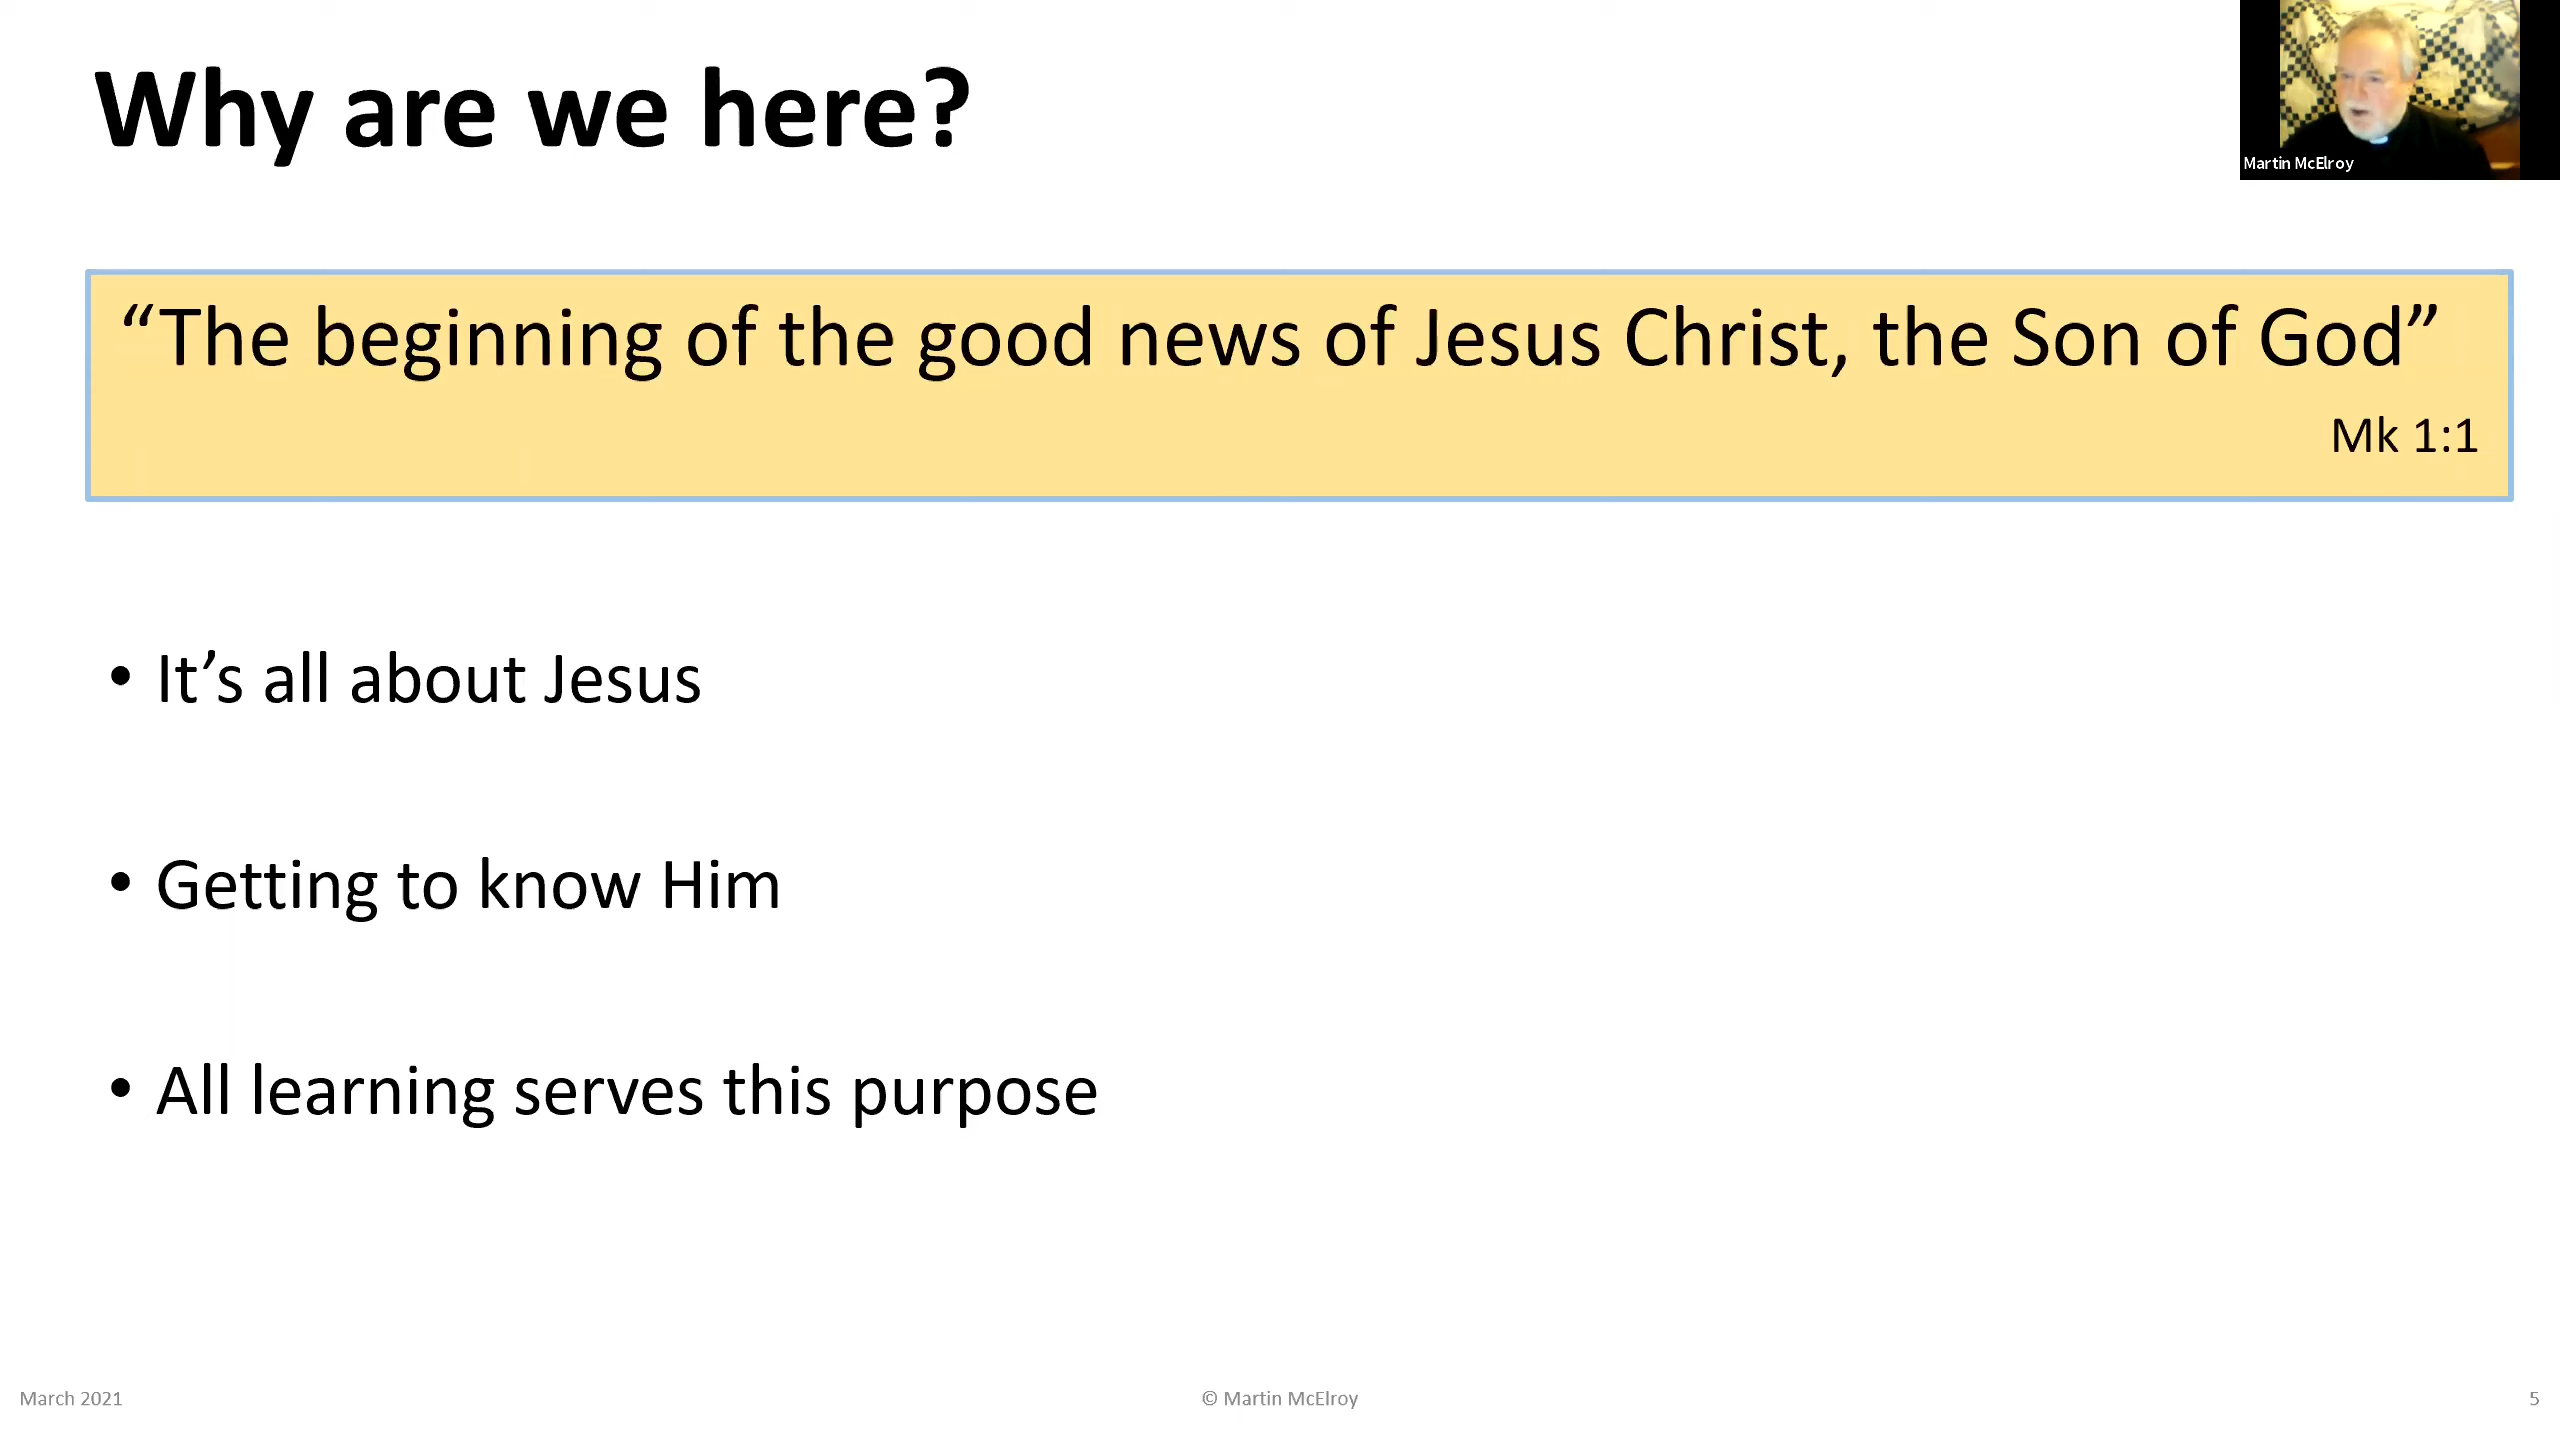 Why are we here?
Martin McElroy
“The beginning of the good news of Jesus Christ, the Son of God”
Mk 1:1
• It’s all about Jesus
• Getting to know Him
• All learning serves this purpose
March 2021
© Martin McElroy
5